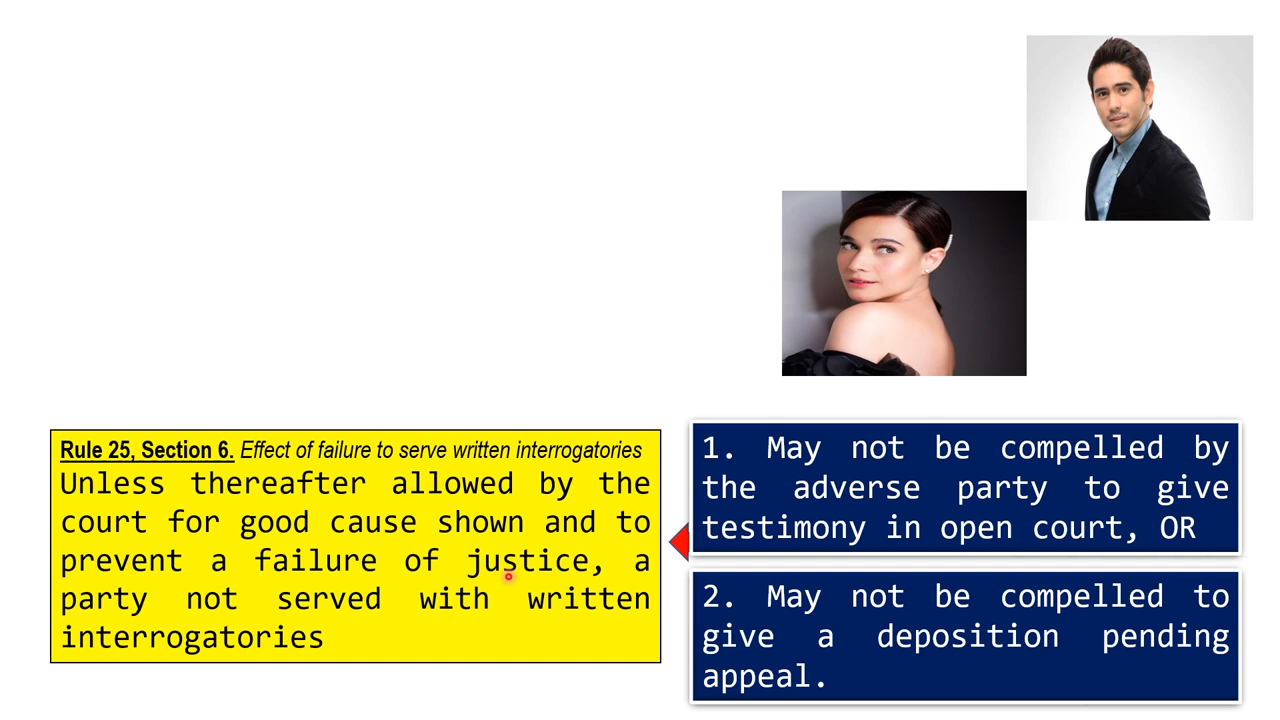 Rule 25, Section 6. Effect of failure to serve written interrogatories
Unless thereafter allowed by the
court for good cause shown and to
prevent a failure of justice, a
party not served with written
interrogatories
1. May not be compelled by
the adverse party to give
testimony in open court, OR
2. May not be compelled to
give a deposition pending
appeal.